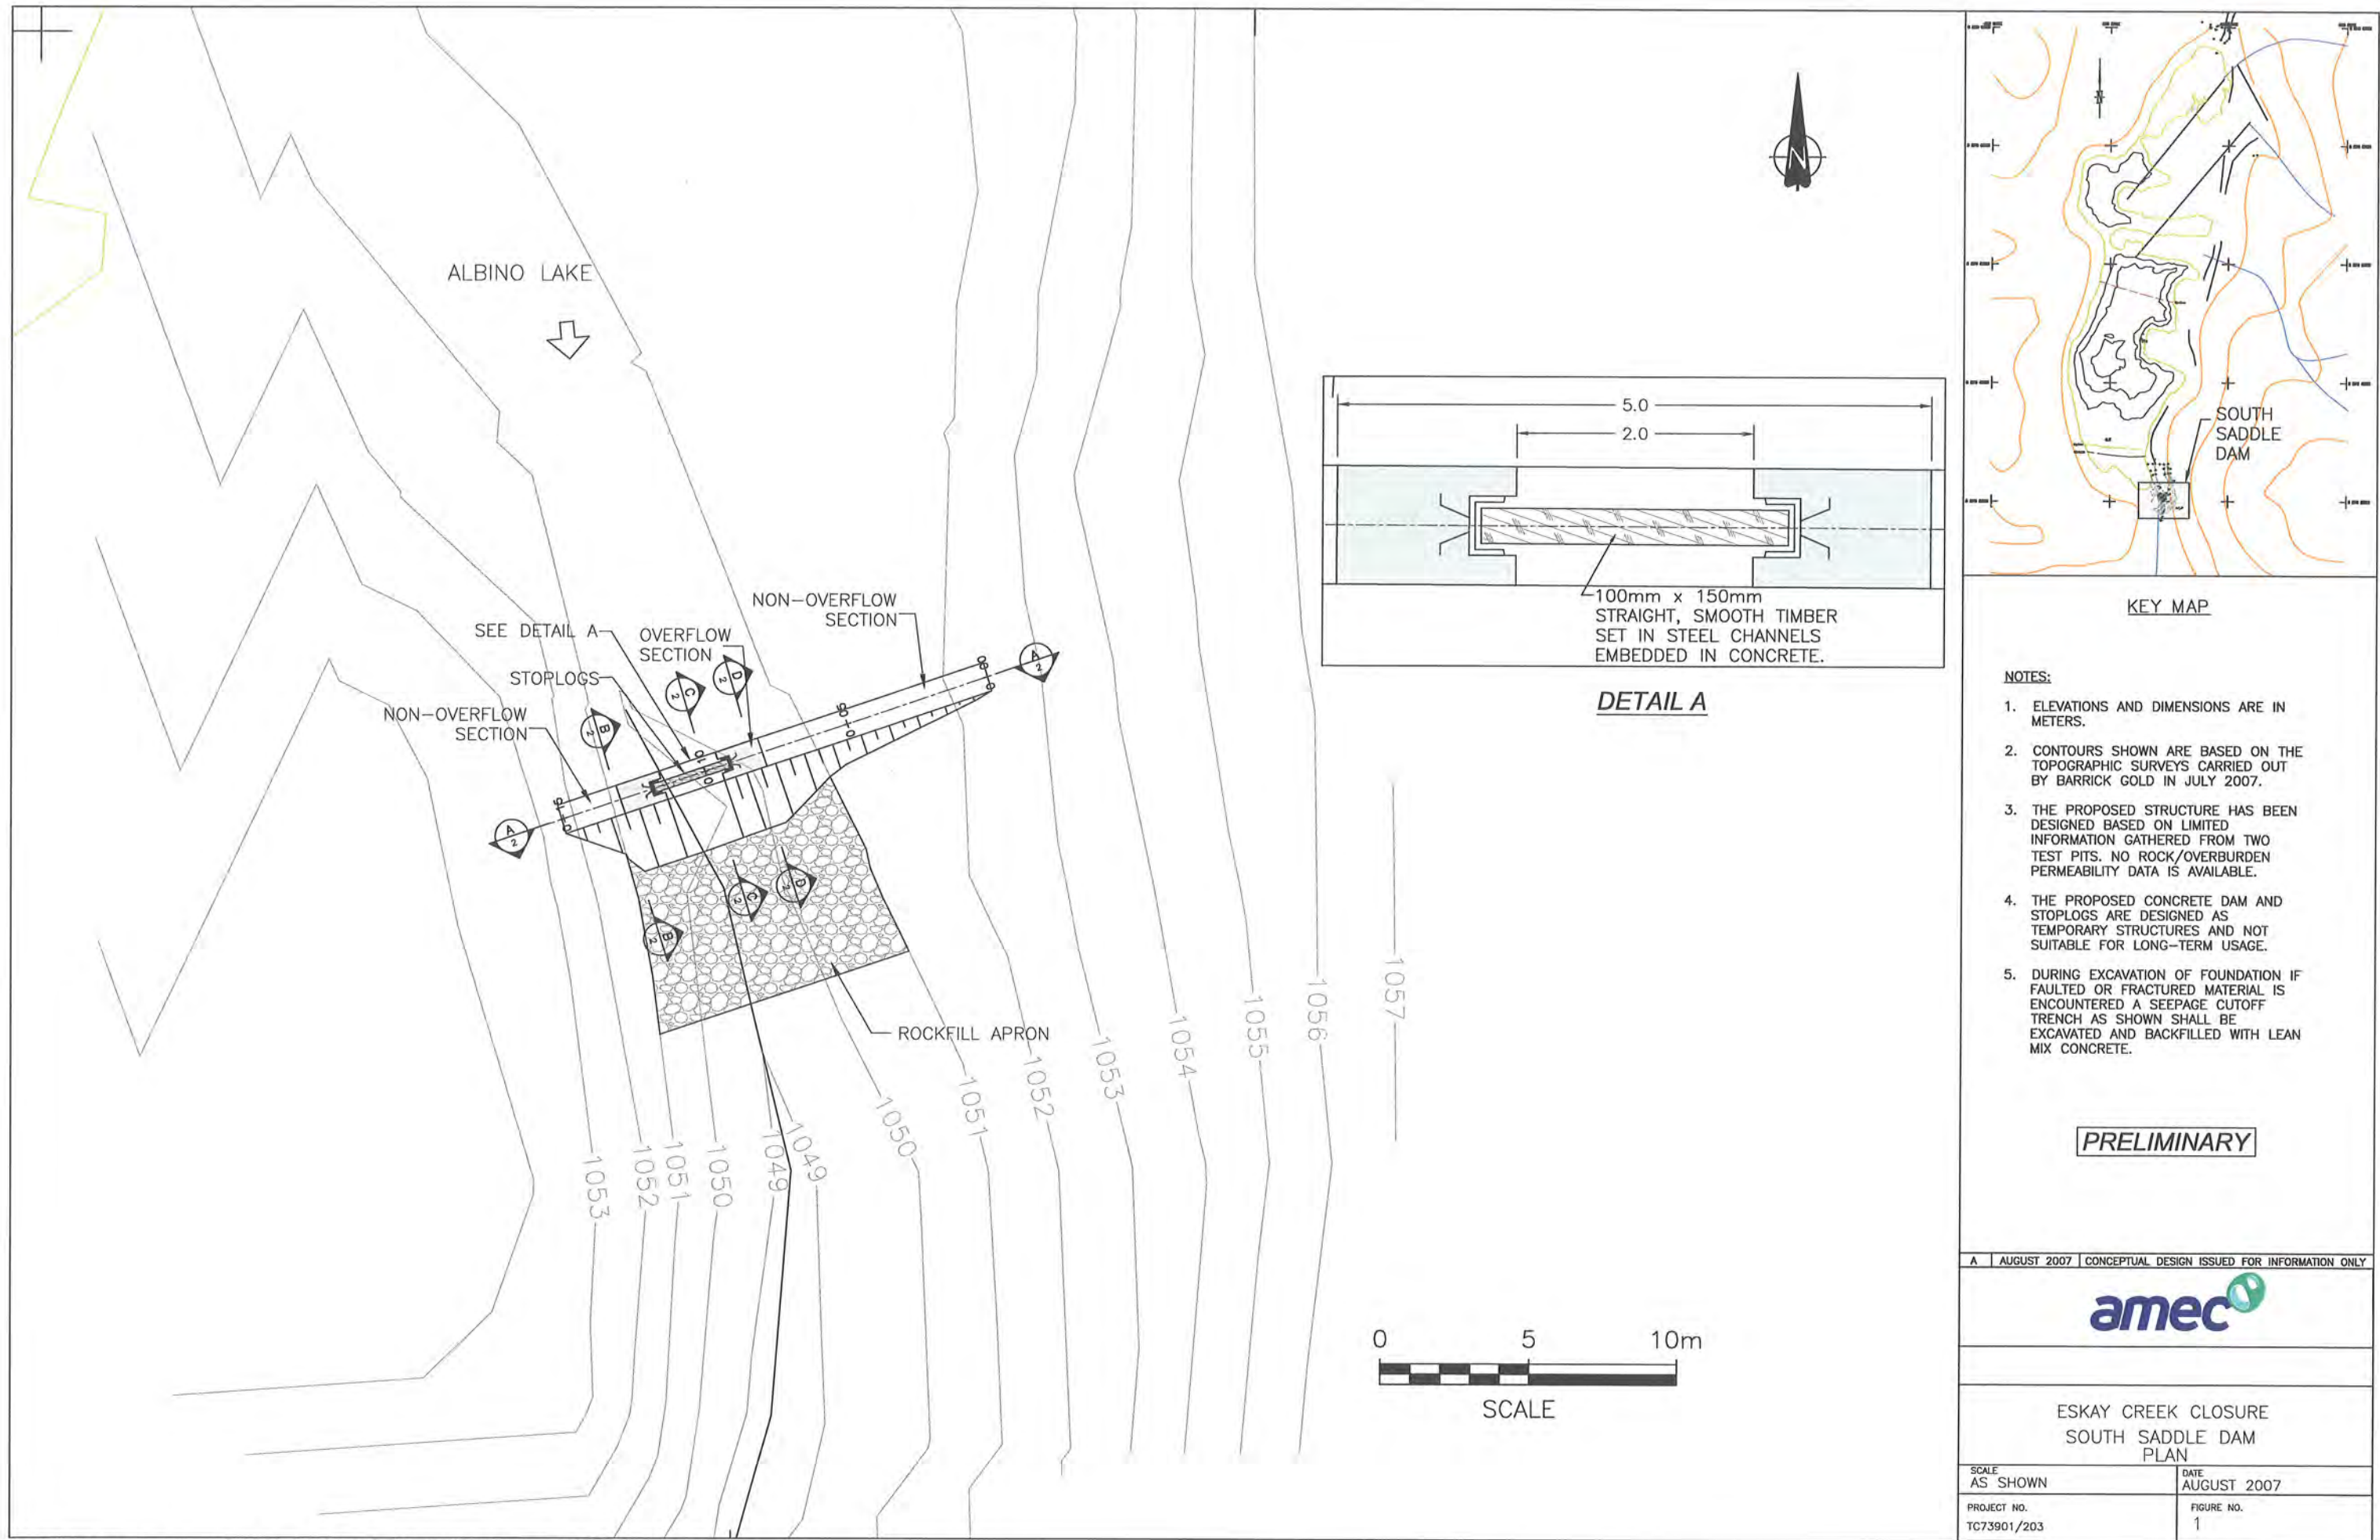 ALBINO LAKE
N
5.0
2.0
100mm x 150mm
STRAIGHT, SMOOTH TIMBER
SET IN STEEL CHANNELS
EMBEDDED IN CONCRETE.
DETAIL A
NON-OVERFLOW
SECTION
SEE DETAIL A
OVERFLOW
SECTION
STOPLOGS
NON-OVERFLOW
SECTION
A
2
A
2
B
2
C
2
D
2
B
2
C
2
D
2
ROCKFILL APRON
1053
1052
1051
1050
1049
1049
1050
1051
1052
1053
1054
1055
1056
1057
0 5 10m
SCALE
SOUTH
SADDLE
DAM
KEY MAP
NOTES:
1. ELEVATIONS AND DIMENSIONS ARE IN
METERS.
2. CONTOURS SHOWN ARE BASED ON THE
TOPOGRAPHIC SURVEYS CARRIED OUT
BY BARRICK GOLD IN JULY 2007.
3. THE PROPOSED STRUCTURE HAS BEEN
DESIGNED BASED ON LIMITED
INFORMATION GATHERED FROM TWO
TEST PITS. NO ROCK/OVERBURDEN
PERMEABILITY DATA IS AVAILABLE.
4. THE PROPOSED CONCRETE DAM AND
STOPLOGS ARE DESIGNED AS
TEMPORARY STRUCTURES AND NOT
SUITABLE FOR LONG-TERM USAGE.
5. DURING EXCAVATION OF FOUNDATION IF
FAULTED OR FRACTURED MATERIAL IS
ENCOUNTERED A SEEPAGE CUTOFF
TRENCH AS SHOWN SHALL BE
EXCAVATED AND BACKFILLED WITH LEAN
MIX CONCRETE.
PRELIMINARY
A AUGUST 2007 CONCEPTUAL DESIGN ISSUED FOR INFORMATION ONLY
amec
ESKAY CREEK CLOSURE
SOUTH SADDLE DAM
PLAN
SCALE
AS SHOWN
DATE
AUGUST 2007
PROJECT NO.
TC73901/203
FIGURE NO.
1